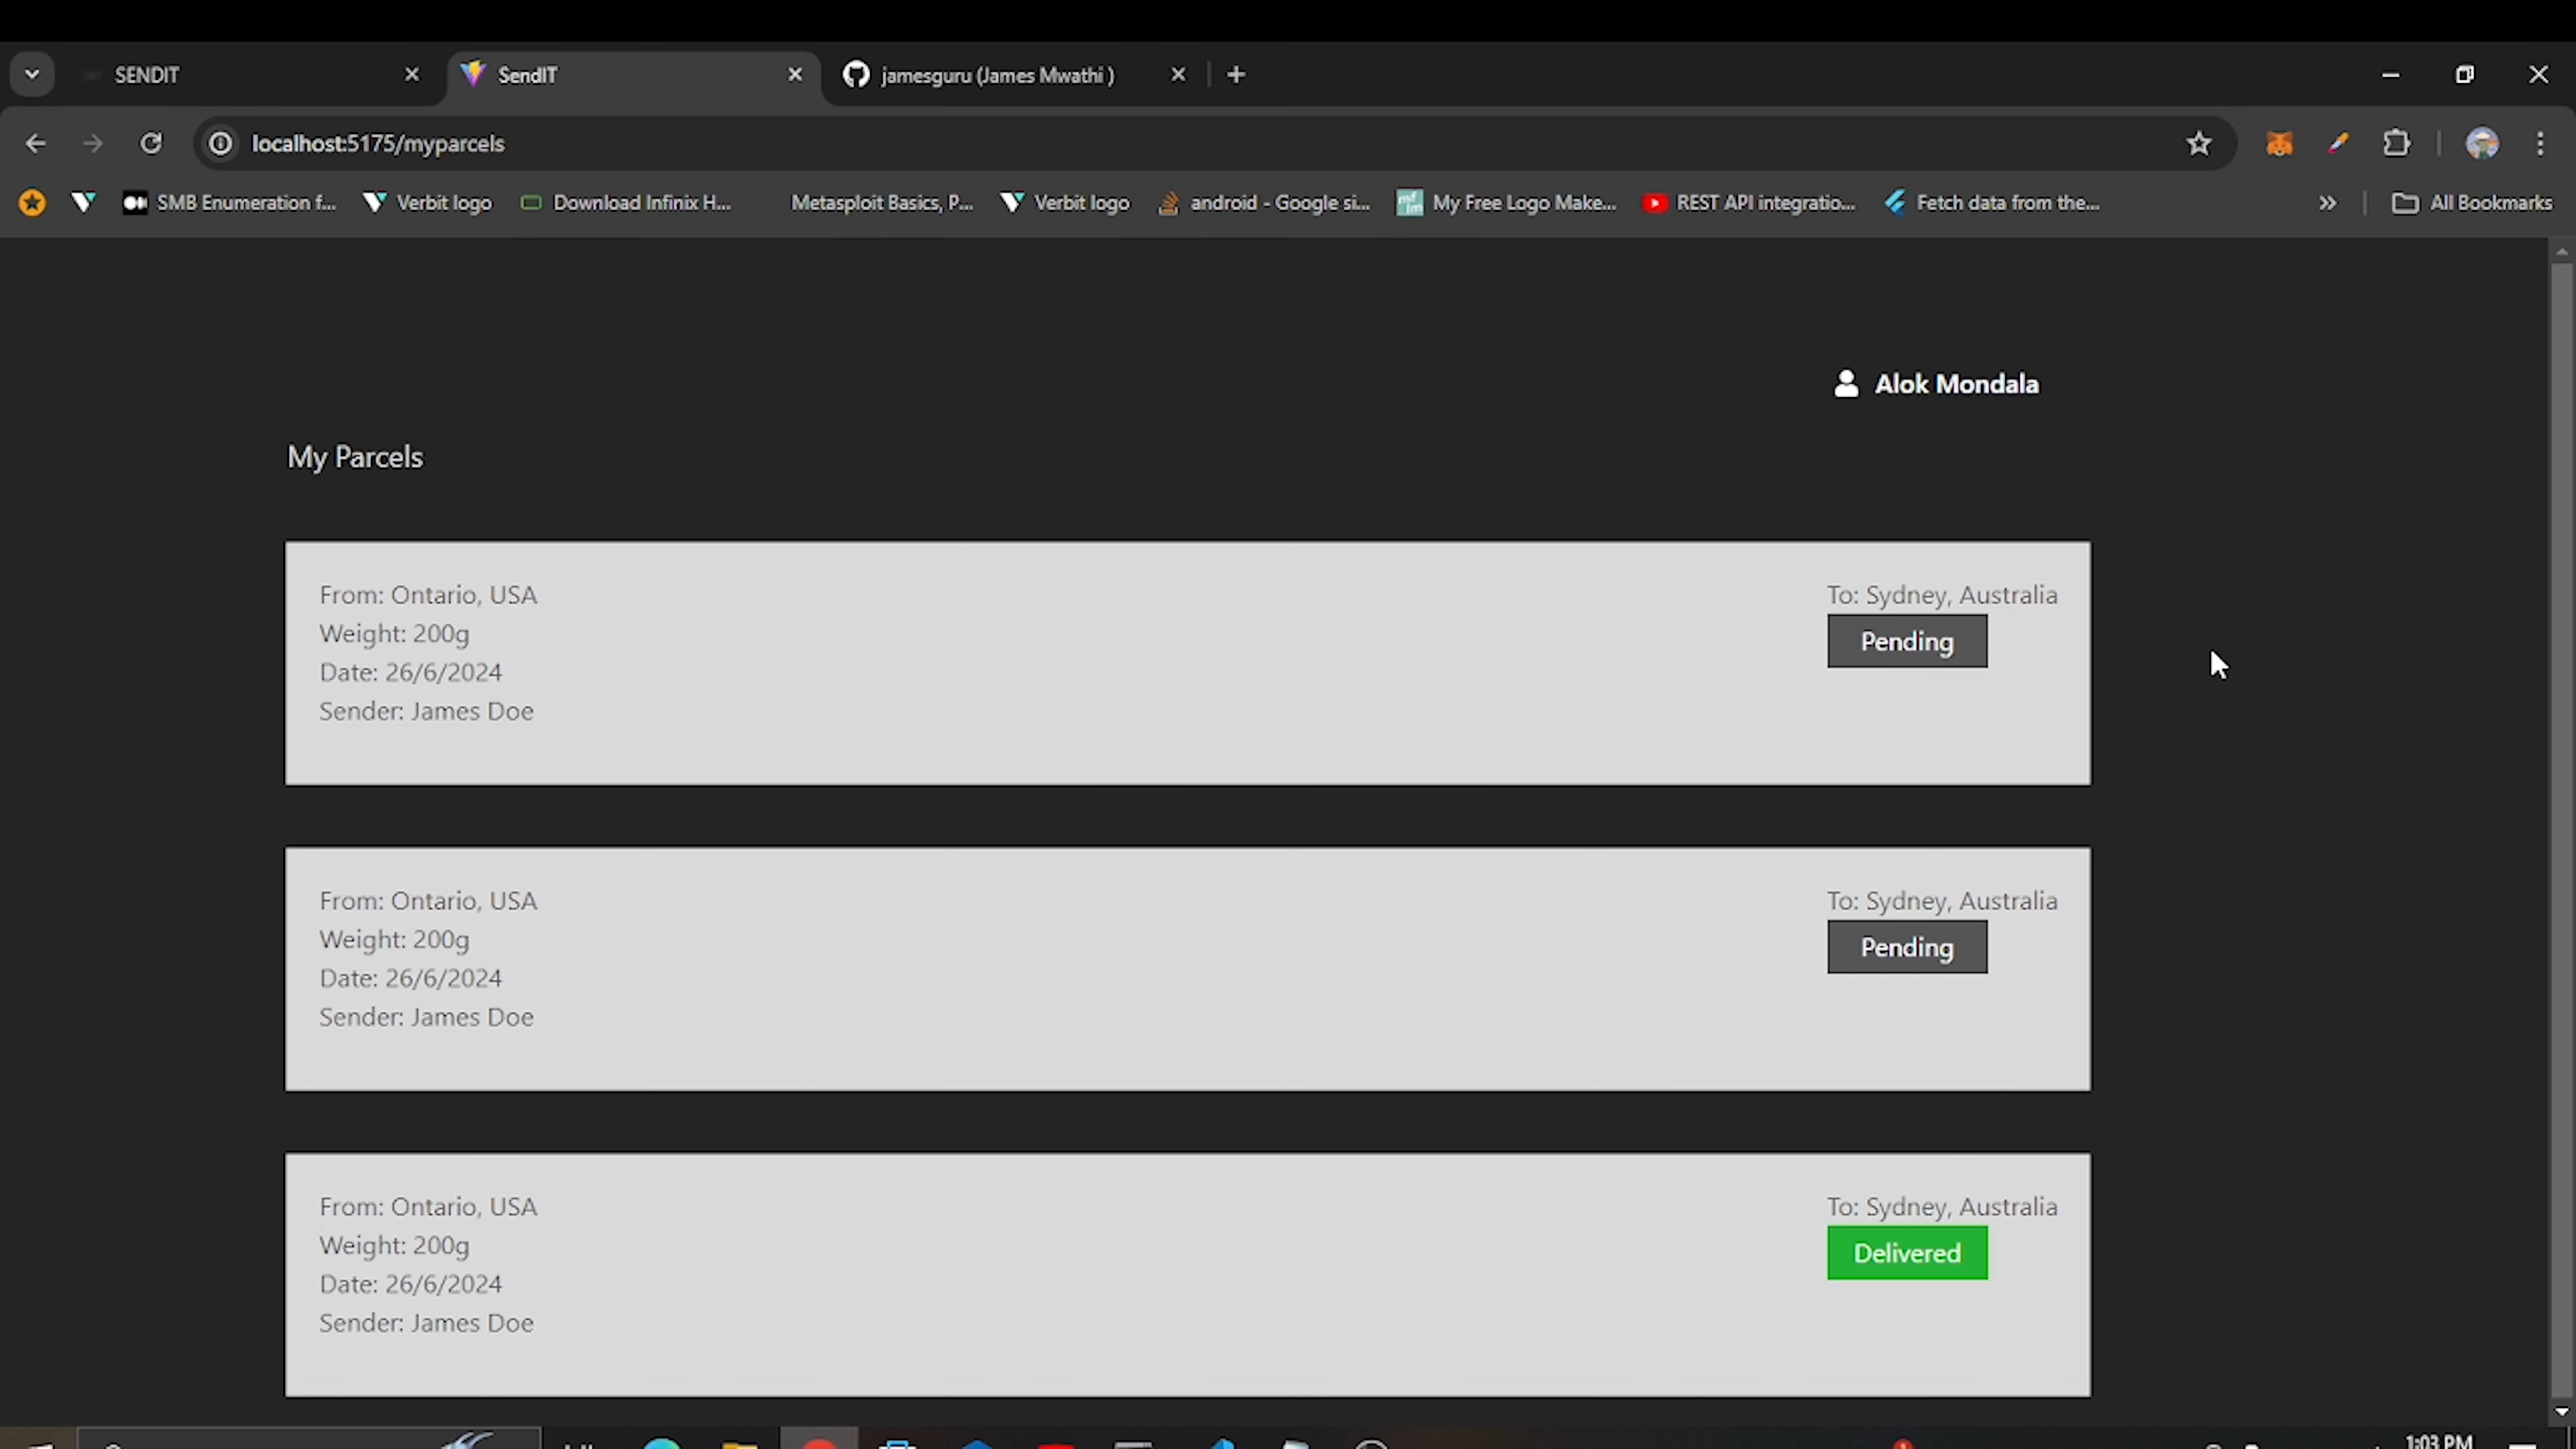 SENDIT
SendIT
jamesguru (James Mwathi )
localhost:5175/myparcels
SMB Enumeration f...
Verbit logo
Download Infinix H...
Metasploit Basics, P...
Verbit logo
android - Google si...
My Free Logo Make...
REST API integratio...
Fetch data from the...
All Bookmarks
Alok Mondala
My Parcels
From: Ontario, USA
To: Sydney, Australia
Weight: 200g
Pending
Date: 26/6/2024
Sender: James Doe
From: Ontario, USA
To: Sydney, Australia
Weight: 200g
Pending
Date: 26/6/2024
Sender: James Doe
From: Ontario, USA
To: Sydney, Australia
Weight: 200g
Delivered
Date: 26/6/2024
Sender: James Doe
1:03 PM